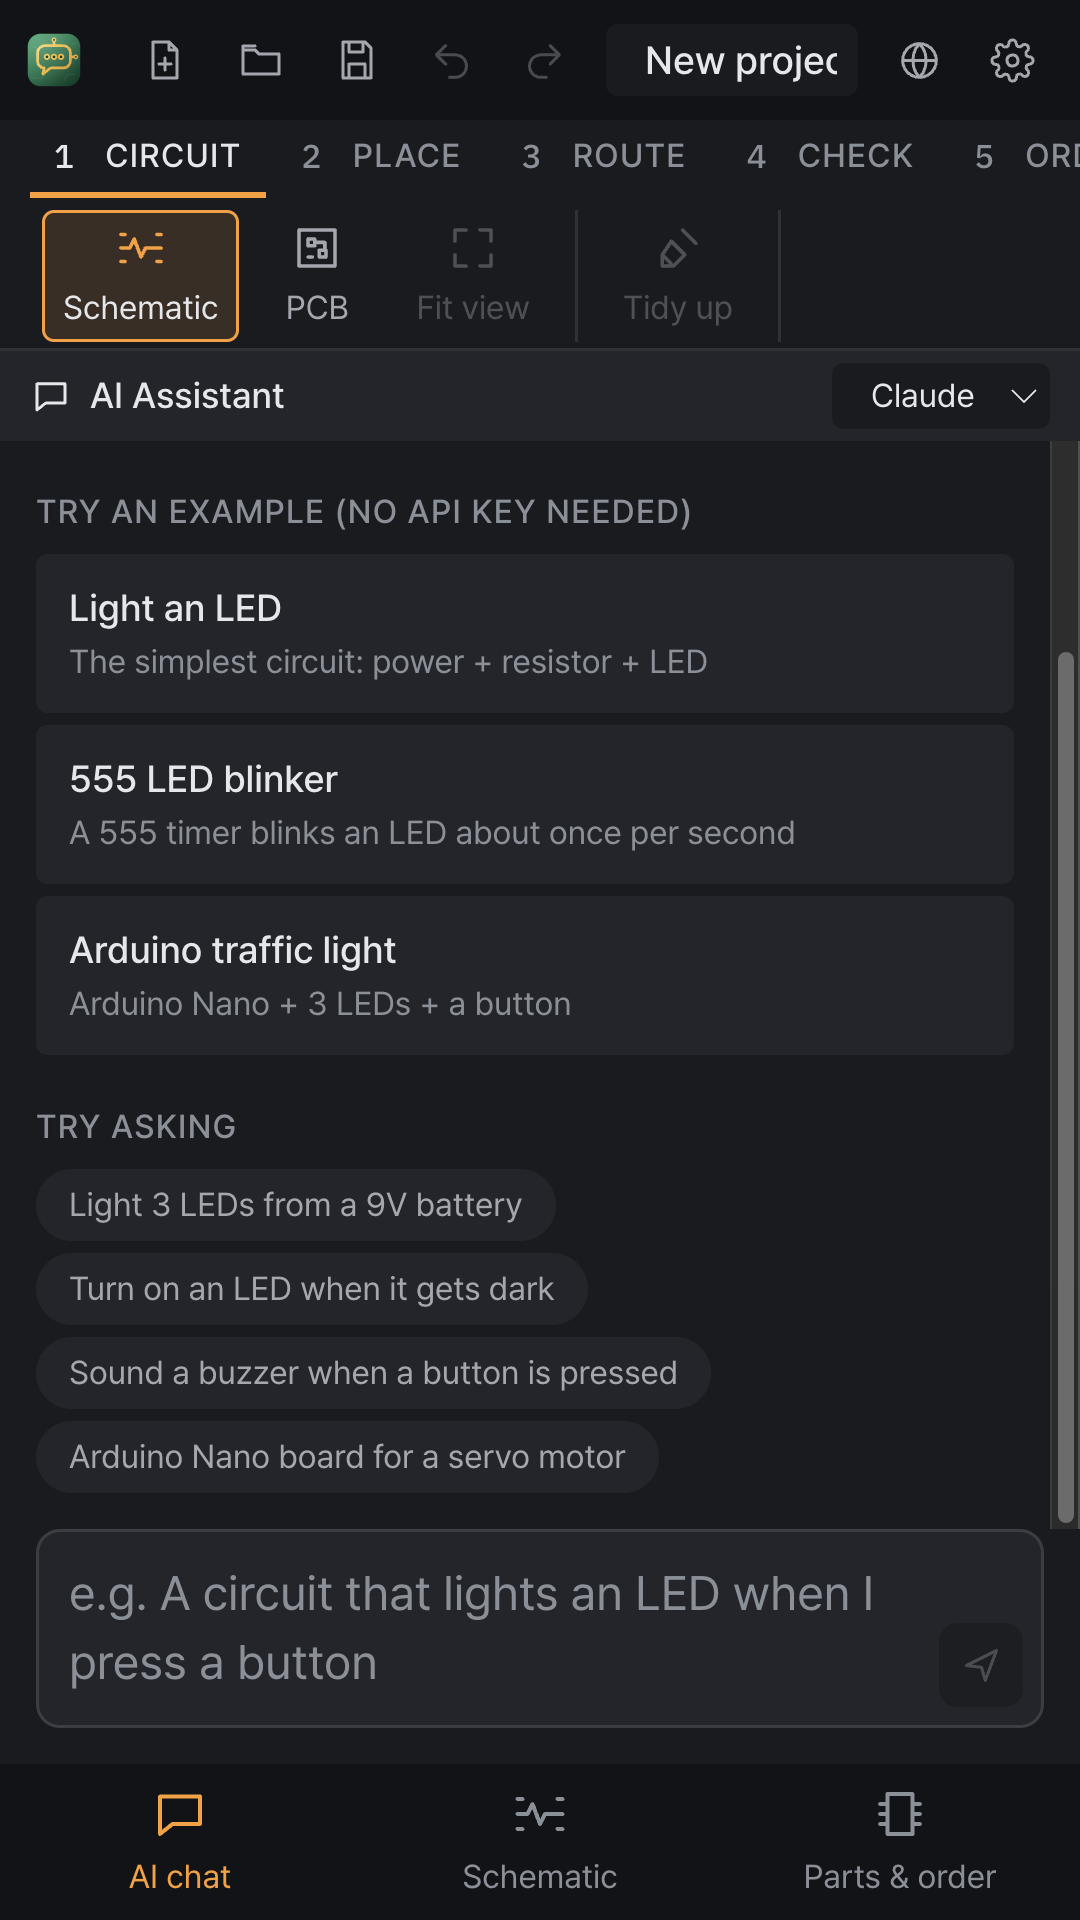 New projec
1 CIRCUIT 2 PLACE 3 ROUTE 4 CHECK 5 ORD
Schematic PCB Fit view Tidy up
AI Assistant Claude
TRY AN EXAMPLE (NO API KEY NEEDED)
Light an LED
The simplest circuit: power + resistor + LED
555 LED blinker
A 555 timer blinks an LED about once per second
Arduino traffic light
Arduino Nano + 3 LEDs + a button
TRY ASKING
Light 3 LEDs from a 9V battery
Turn on an LED when it gets dark
Sound a buzzer when a button is pressed
Arduino Nano board for a servo motor
e.g. A circuit that lights an LED when I
press a button
AI chat Schematic Parts & order